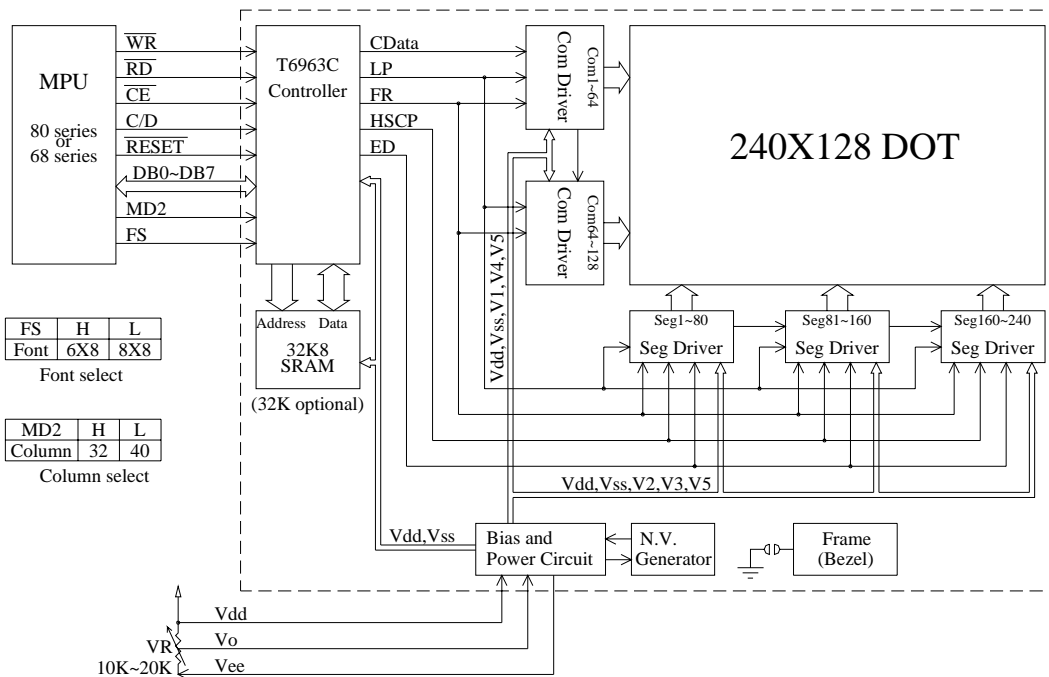 MPU
80 series
or
68 series
WR
RD
CE
C/D
RESET
DB0~DB7
MD2
FS
T6963C
Controller
CData
LP
FR
HSCP
ED
Com Driver
Com1~64
Com Driver
Com64~128
240X128 DOT
Vdd,Vss,V1,V4,V5
Address Data
32K8
SRAM
(32K optional)
Seg1~80
Seg Driver
Seg81~160
Seg Driver
Seg160~240
Seg Driver
FS H L
Font 6X8 8X8
Font select
MD2 H L
Column 32 40
Column select
Vdd,Vss,V2,V3,V5
Vdd,Vss
Bias and
Power Circuit
N.V.
Generator
Frame
(Bezel)
Vdd
VR
Vo
10K~20K
Vee